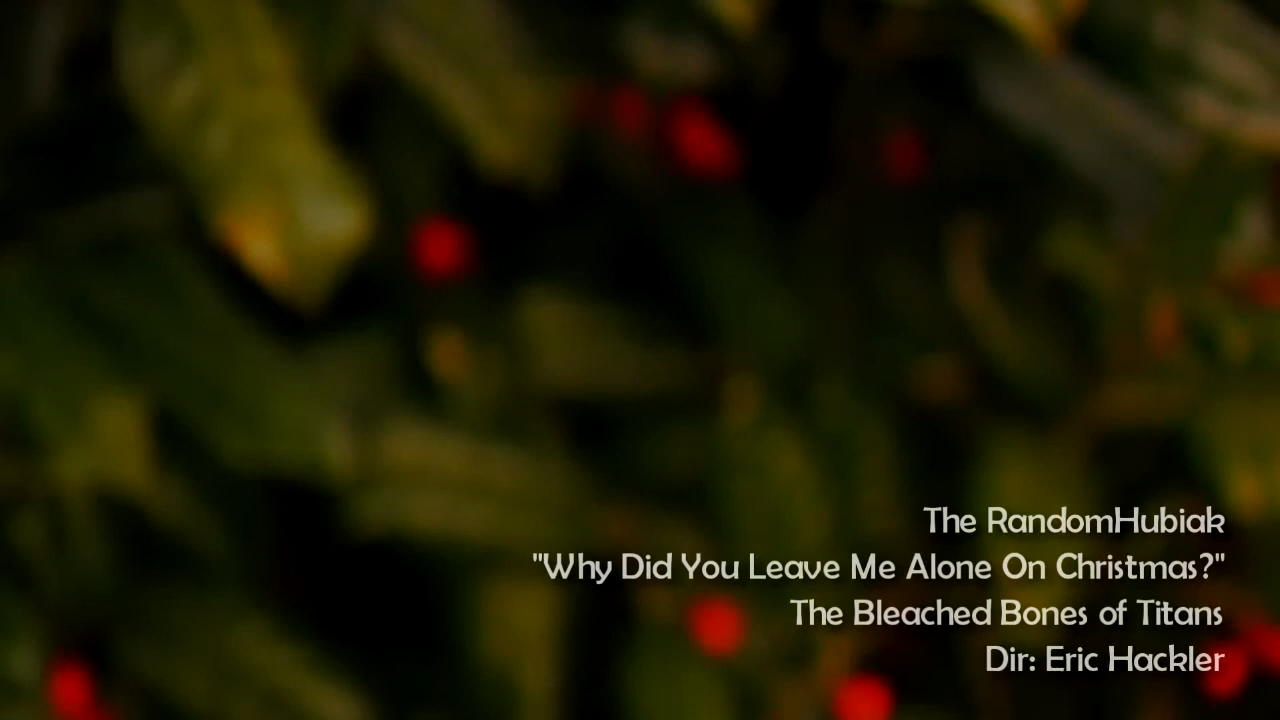 The RandomHubiak
"Why Did You Leave Me Alone On Christmas?"
The Bleached Bones of Titans
Dir: Eric Hackler